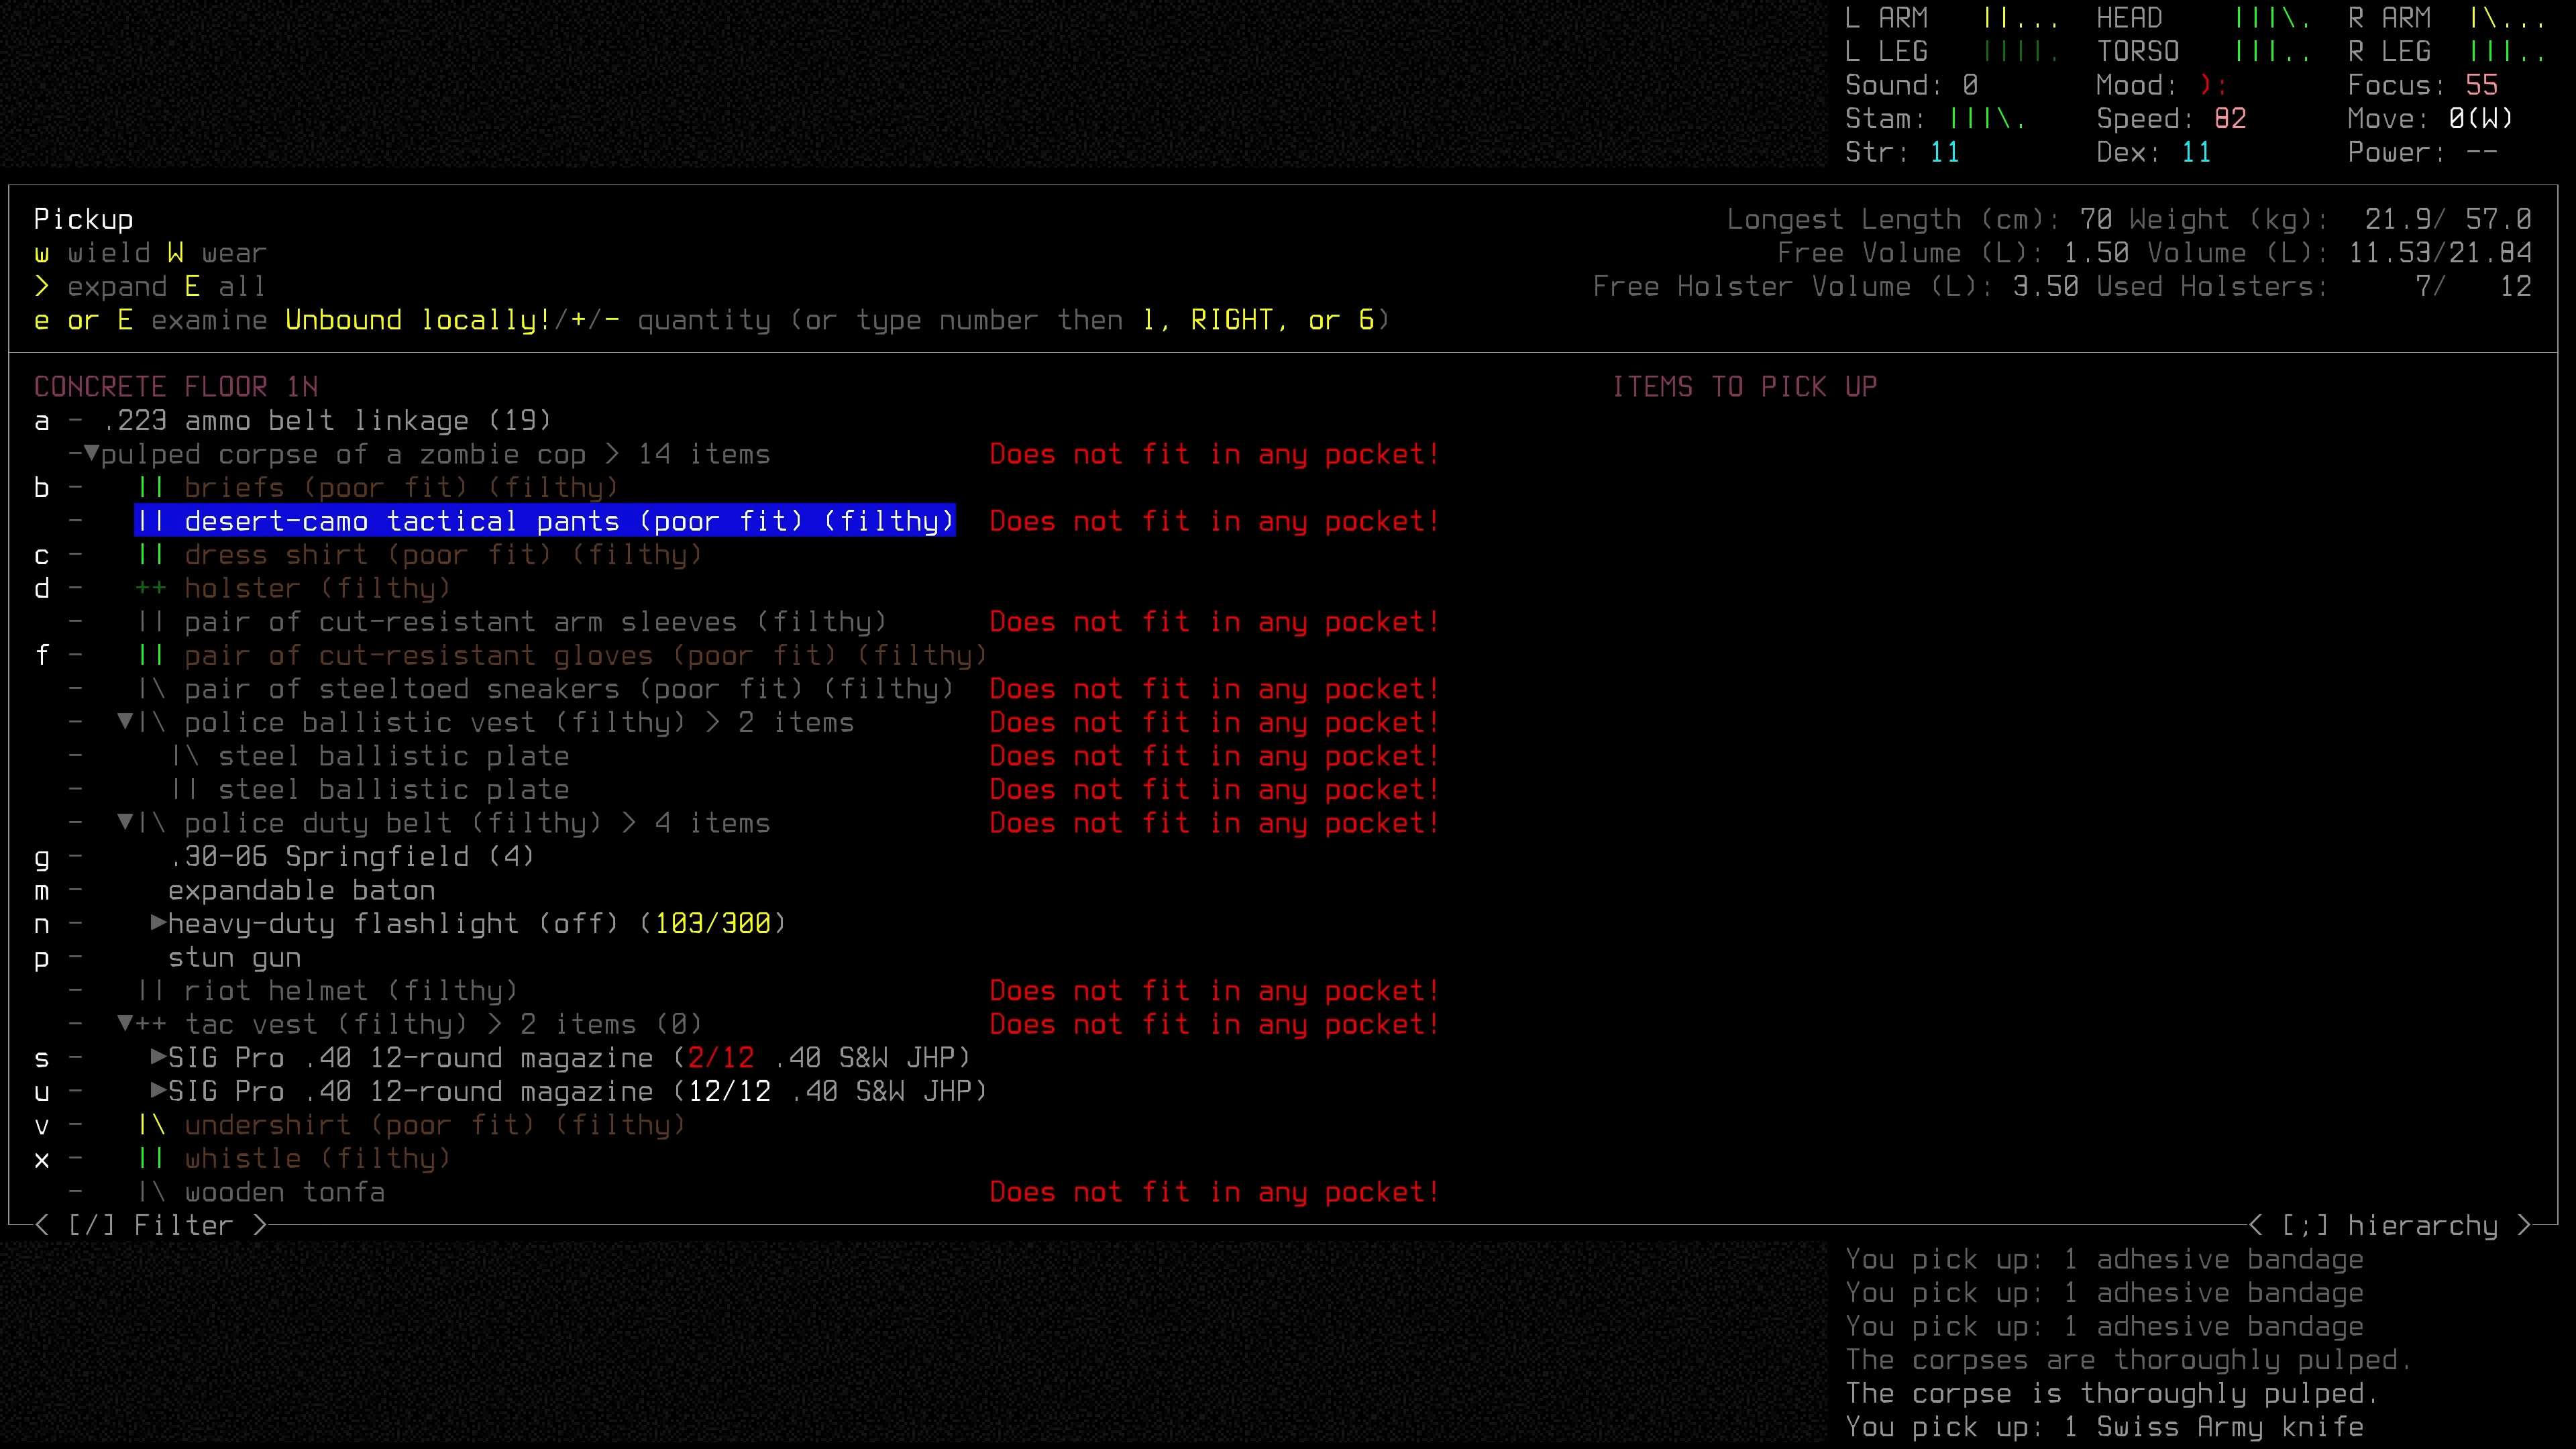 L ARM ||... HEAD |||\. R ARM |\...
L LEG ||||. TORSO |||.. R LEG |||..
Sound: 0 Mood: ): Focus: 55
Stam: |||\. Speed: 82 Move: 0(W)
Str: 11 Dex: 11 Power: --
Pickup Longest Length (cm): 70 Weight (kg): 21.9/ 57.0
w wield W wear Free Volume (L): 1.50 Volume (L): 11.53/21.84
> expand E all Free Holster Volume (L): 3.50 Used Holsters: 7/ 12
e or E examine Unbound locally!/+/- quantity (or type number then l, RIGHT, or 6)
CONCRETE FLOOR 1N ITEMS TO PICK UP
a - .223 ammo belt linkage (19)
-▼pulped corpse of a zombie cop > 14 items Does not fit in any pocket!
b - || briefs (poor fit) (filthy)
- || desert-camo tactical pants (poor fit) (filthy) Does not fit in any pocket!
c - || dress shirt (poor fit) (filthy)
d - ++ holster (filthy)
- || pair of cut-resistant arm sleeves (filthy) Does not fit in any pocket!
f - || pair of cut-resistant gloves (poor fit) (filthy)
- |\ pair of steeltoed sneakers (poor fit) (filthy) Does not fit in any pocket!
- ▼|\ police ballistic vest (filthy) > 2 items Does not fit in any pocket!
- |\ steel ballistic plate Does not fit in any pocket!
- || steel ballistic plate Does not fit in any pocket!
- ▼|\ police duty belt (filthy) > 4 items Does not fit in any pocket!
g - .30-06 Springfield (4)
m - expandable baton
n - ▶heavy-duty flashlight (off) (103/300)
p - stun gun
- || riot helmet (filthy) Does not fit in any pocket!
- ▼++ tac vest (filthy) > 2 items (0) Does not fit in any pocket!
s - ▶SIG Pro .40 12-round magazine (2/12 .40 S&W JHP)
u - ▶SIG Pro .40 12-round magazine (12/12 .40 S&W JHP)
v - |\ undershirt (poor fit) (filthy)
x - || whistle (filthy)
- |\ wooden tonfa Does not fit in any pocket!
< [/] Filter > < [;] hierarchy >
You pick up: 1 adhesive bandage
You pick up: 1 adhesive bandage
You pick up: 1 adhesive bandage
The corpses are thoroughly pulped.
The corpse is thoroughly pulped.
You pick up: 1 Swiss Army knife